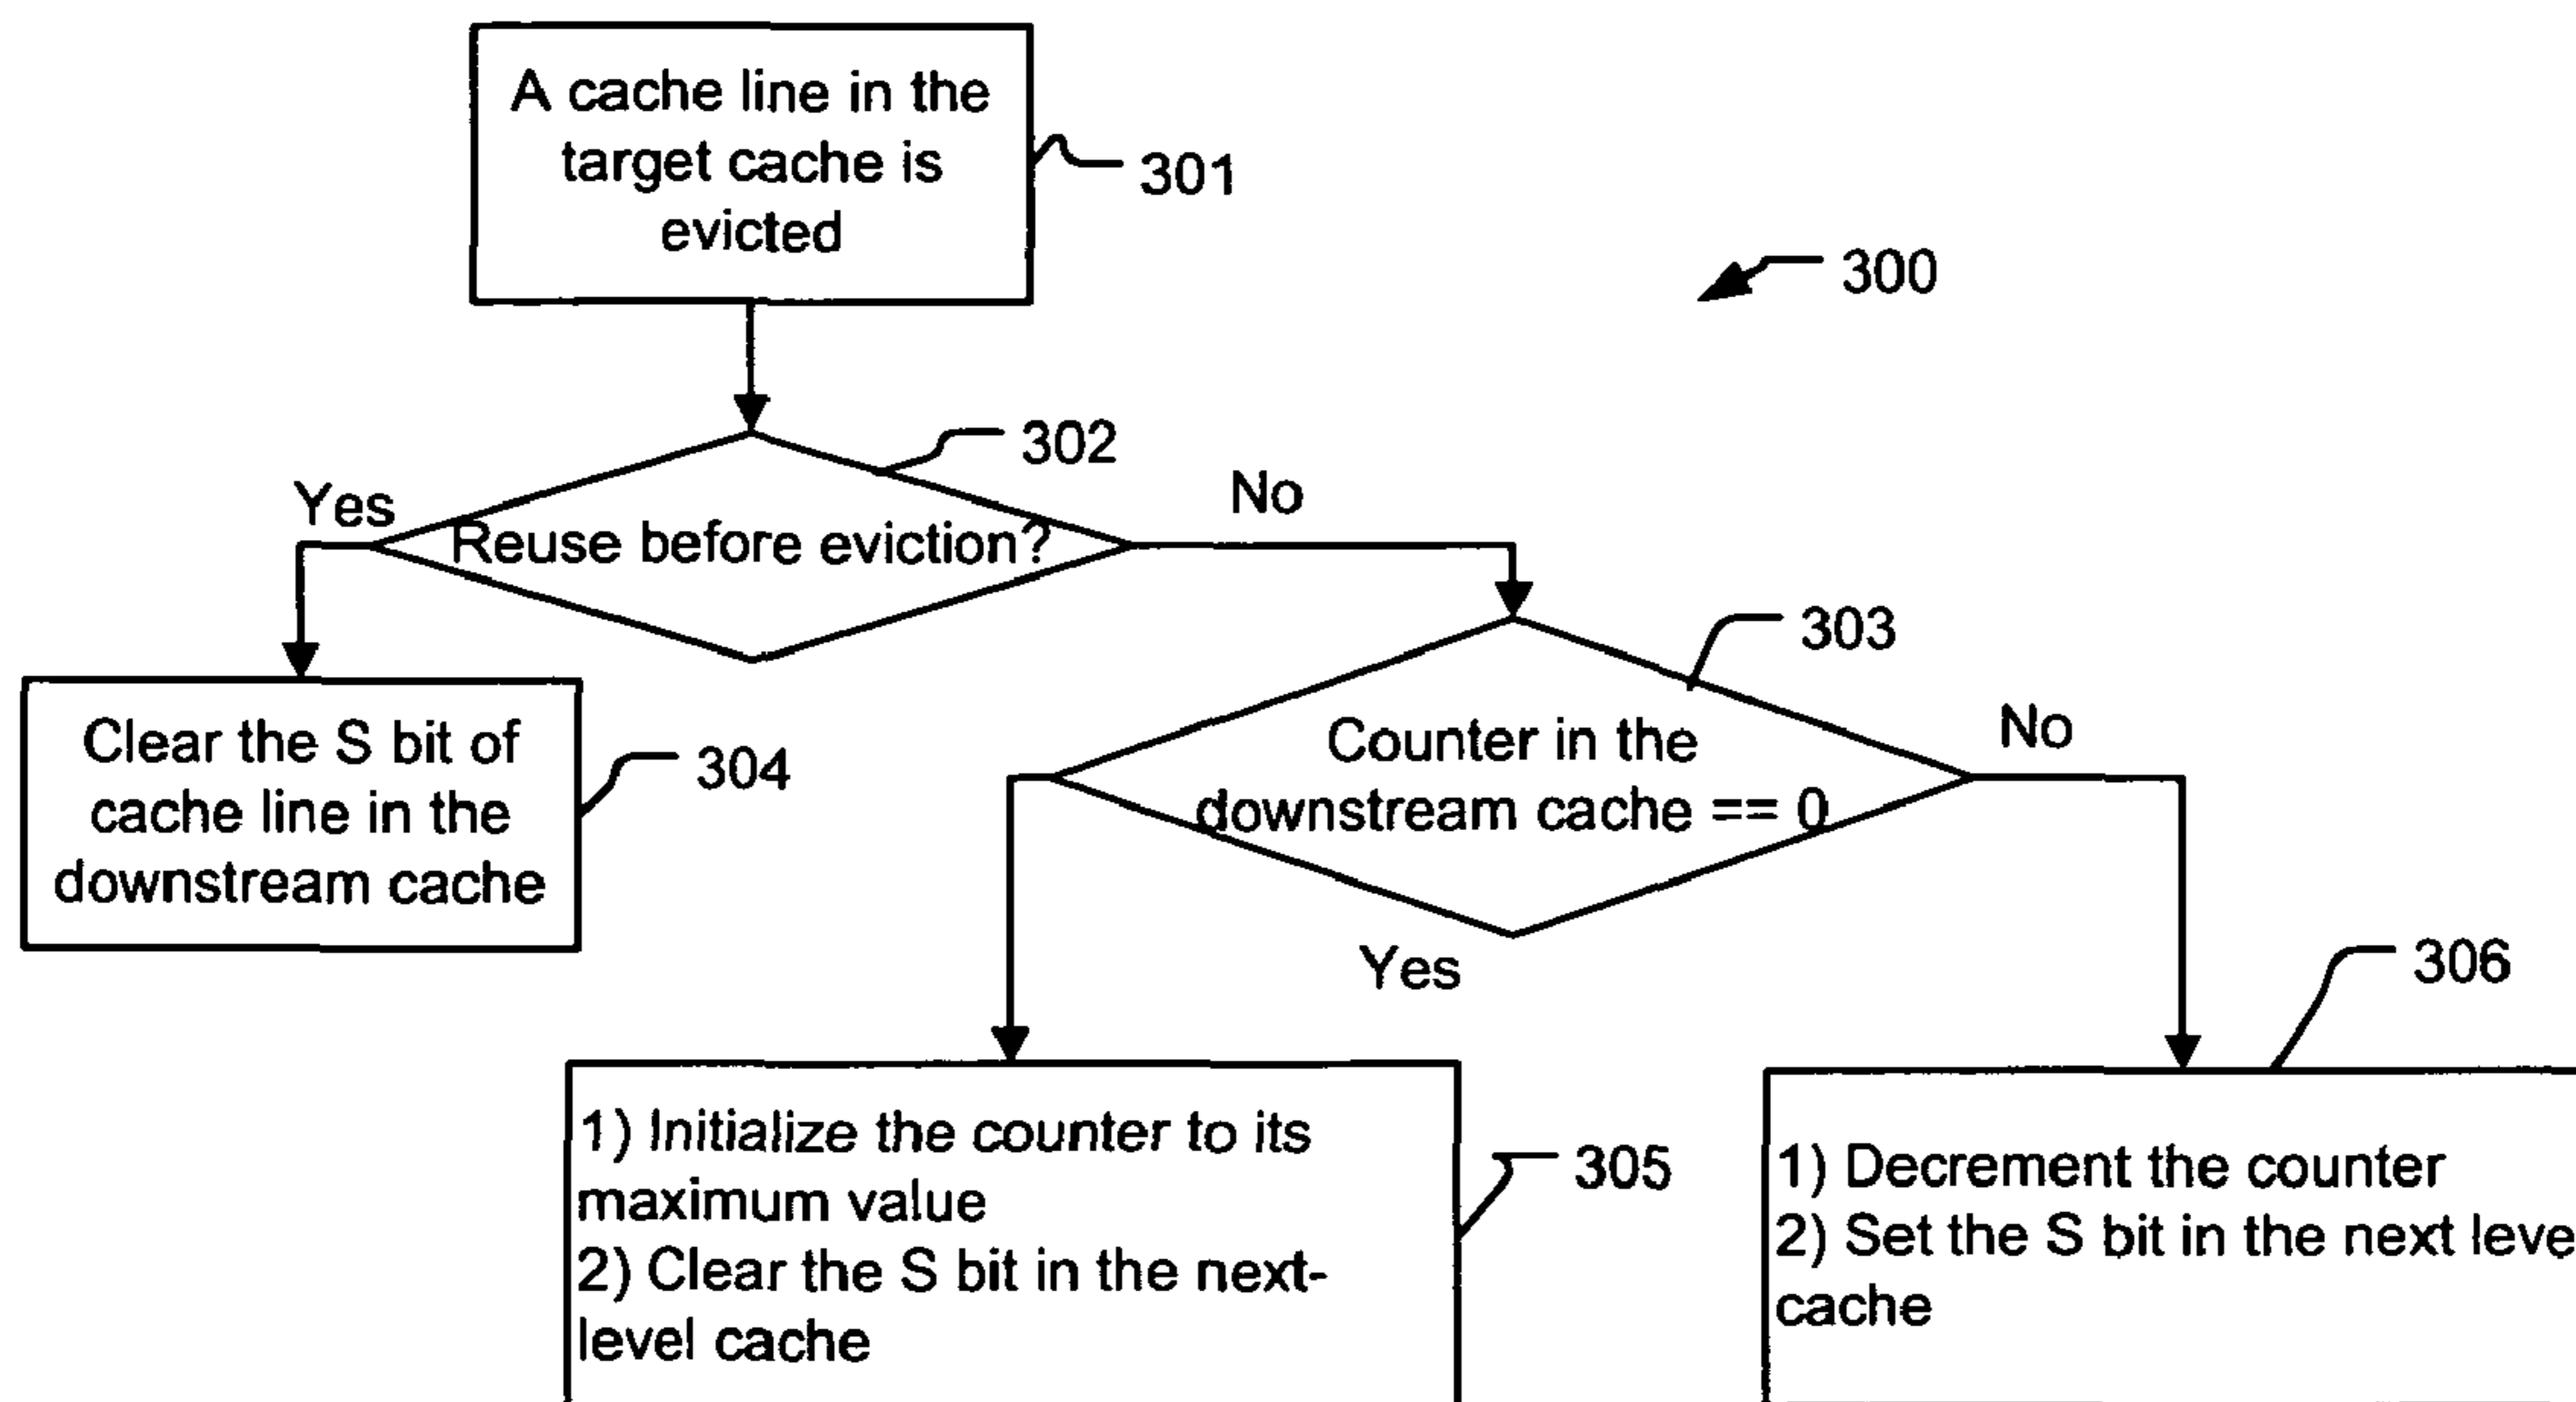 A cache line in the
target cache is
evicted
301
300
302
Yes
No
Reuse before eviction?
303
Clear the S bit of
cache line in the
downstream cache
304
Counter in the
downstream cache == 0
No
Yes
306
1) Initialize the counter to its
maximum value
2) Clear the S bit in the next-
level cache
305
1) Decrement the counter
2) Set the S bit in the next leve
cache